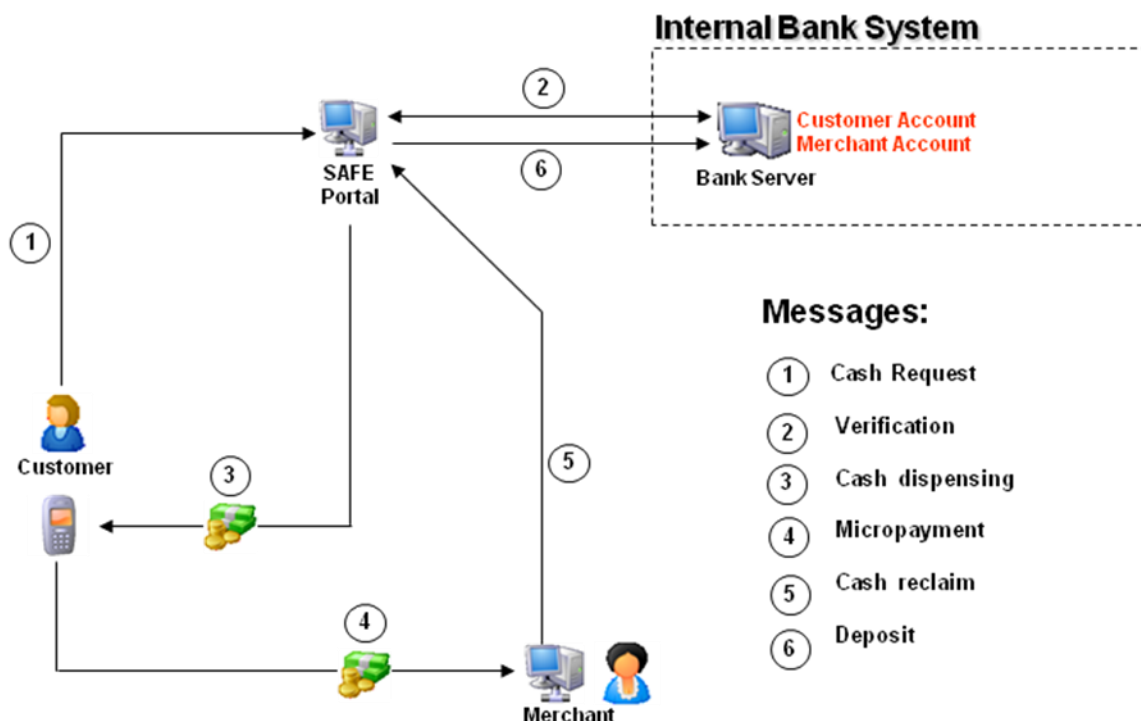 Internal Bank System
2
Customer Account
Merchant Account
SAFE
Portal
6
Bank Server
1
Messages:
1 Cash Request
2 Verification
Customer
3
5
3 Cash dispensing
4 Micropayment
4
5 Cash reclaim
6 Deposit
Merchant